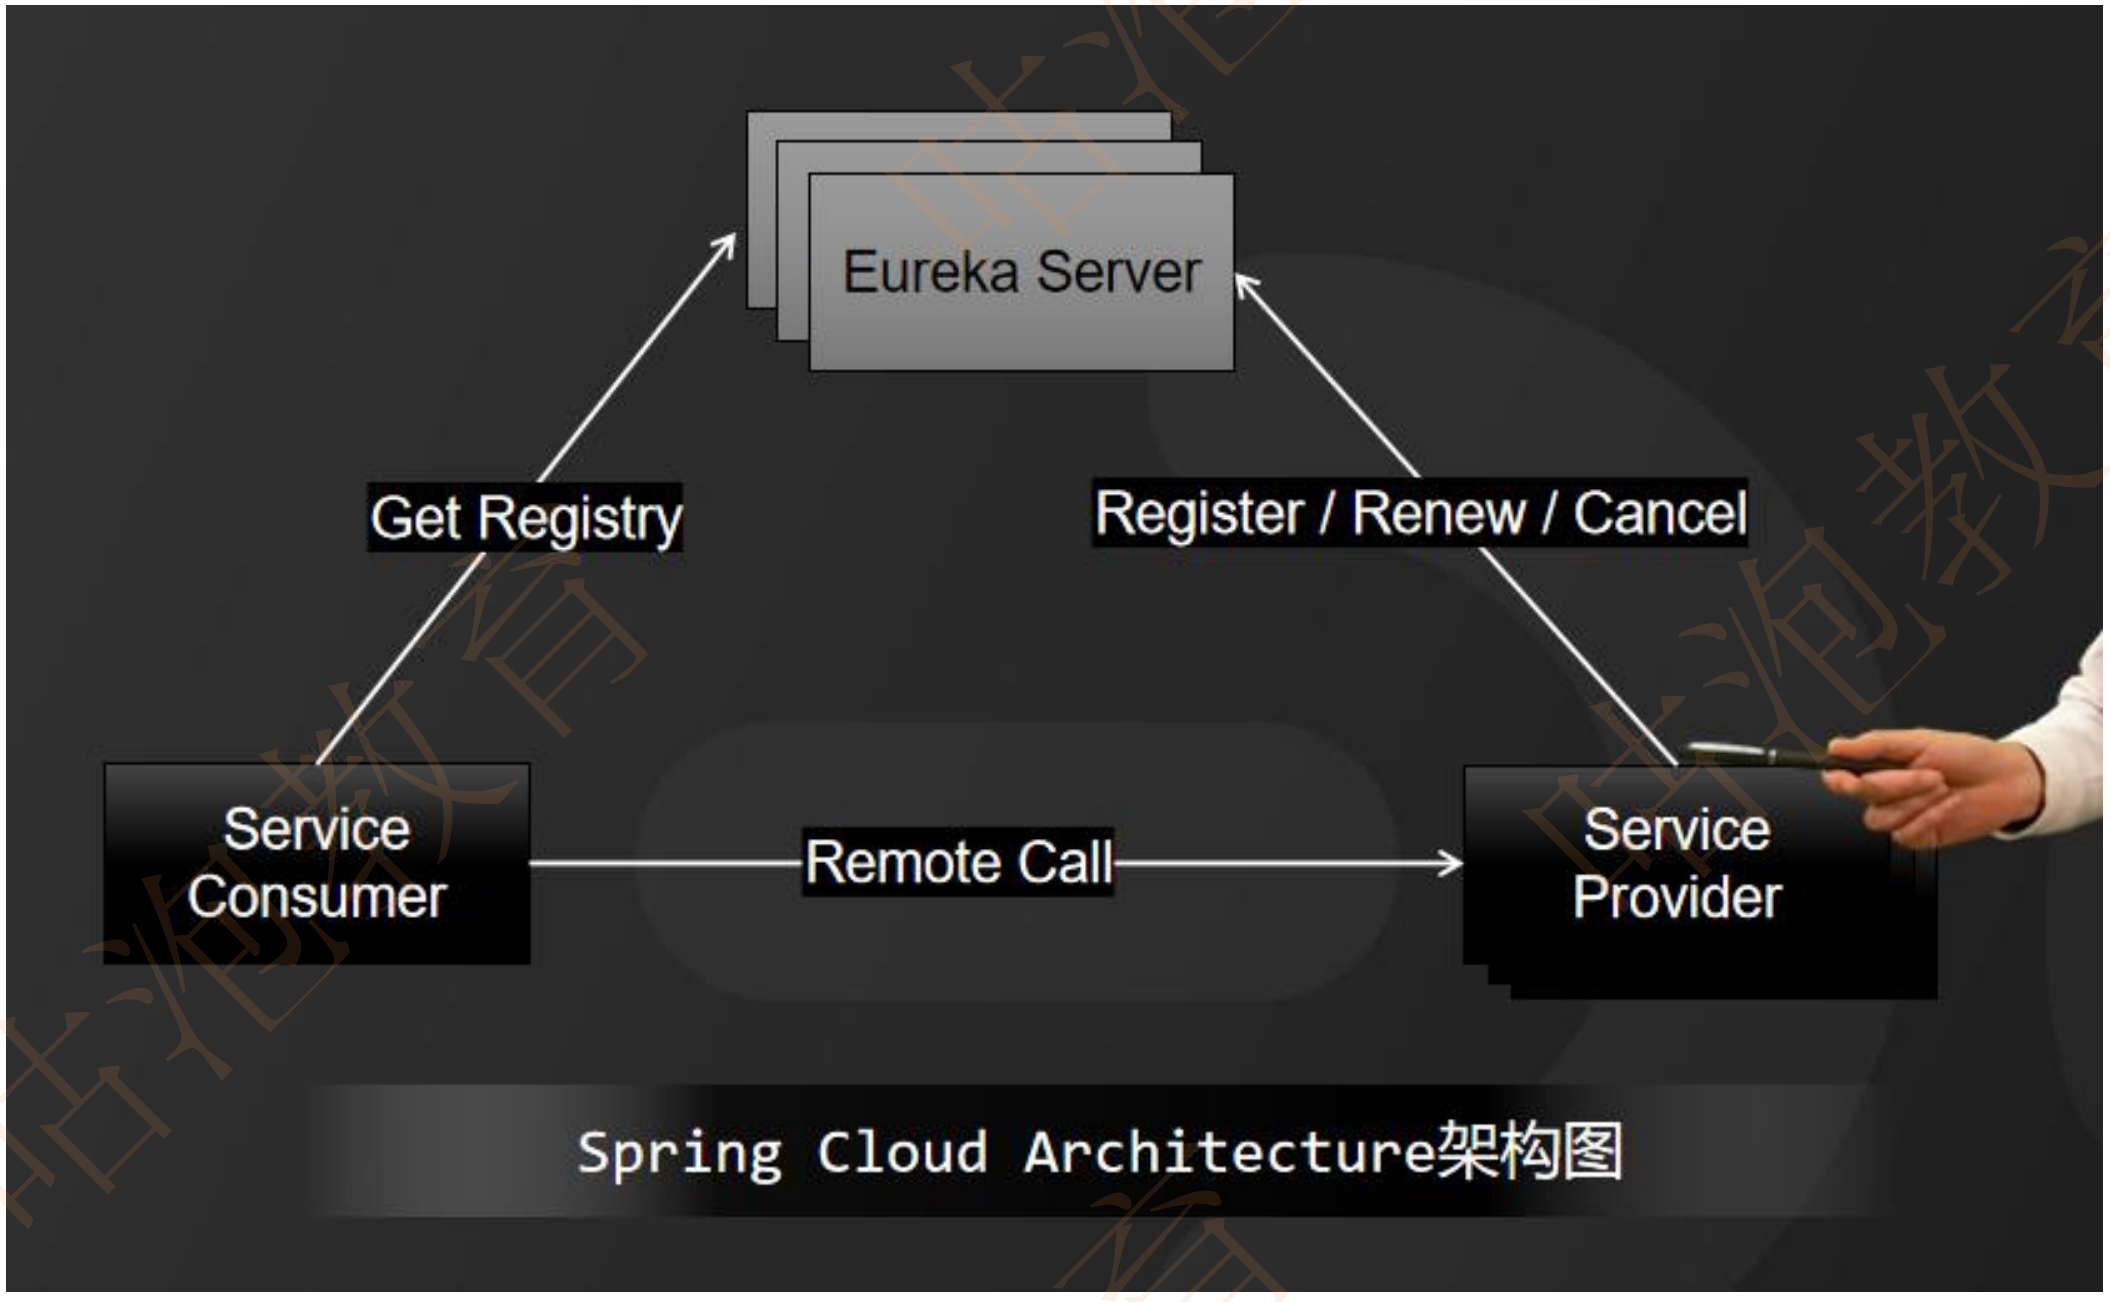 Eureka Server
Get Registry
Register / Renew / Cancel
Service
Consumer
Remote Call
Service
Provider
Spring Cloud Architecture架构图
咕泡教育
咕泡教育
咕泡
育